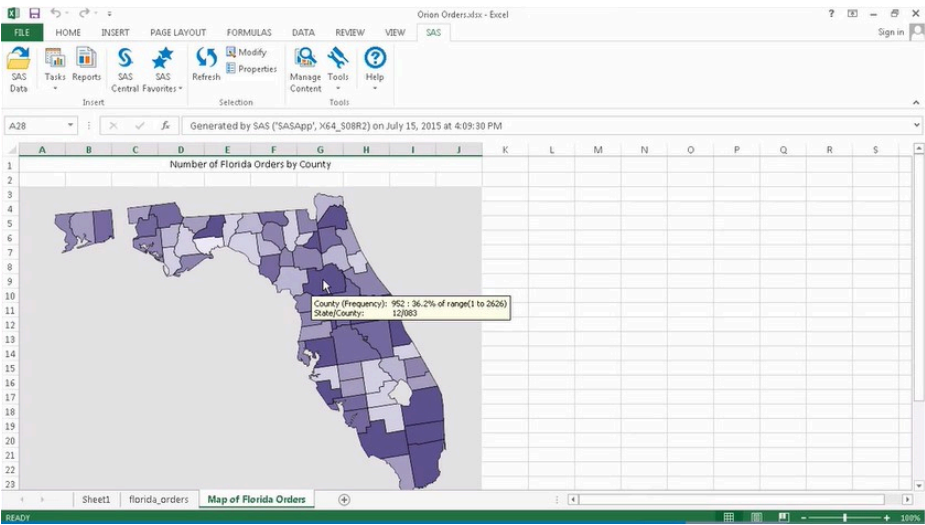 Orion Orders.xlsx - Excel
FILE HOME INSERT PAGE LAYOUT FORMULAS DATA REVIEW VIEW SAS Sign in
SAS Data
Tasks
Reports
SAS Central
SAS Favorites
Refresh
Modify
Properties
Manage Content
Tools
Help
Insert Selection Tools
A28 fx Generated by SAS ('SASApp', X64_S08R2) on July 15, 2015 at 4:09:30 PM
A B C D E F G H I J K L M N O P Q R S
1 Number of Florida Orders by County
2
3
4
5
6
7
8
9
10
County (Frequency): 952 : 36.2% of range(1 to 2626)
11
State/County: 12/083
12
13
14
15
16
17
18
19
20
21
22
23
Sheet1 florida_orders Map of Florida Orders
READY 100%